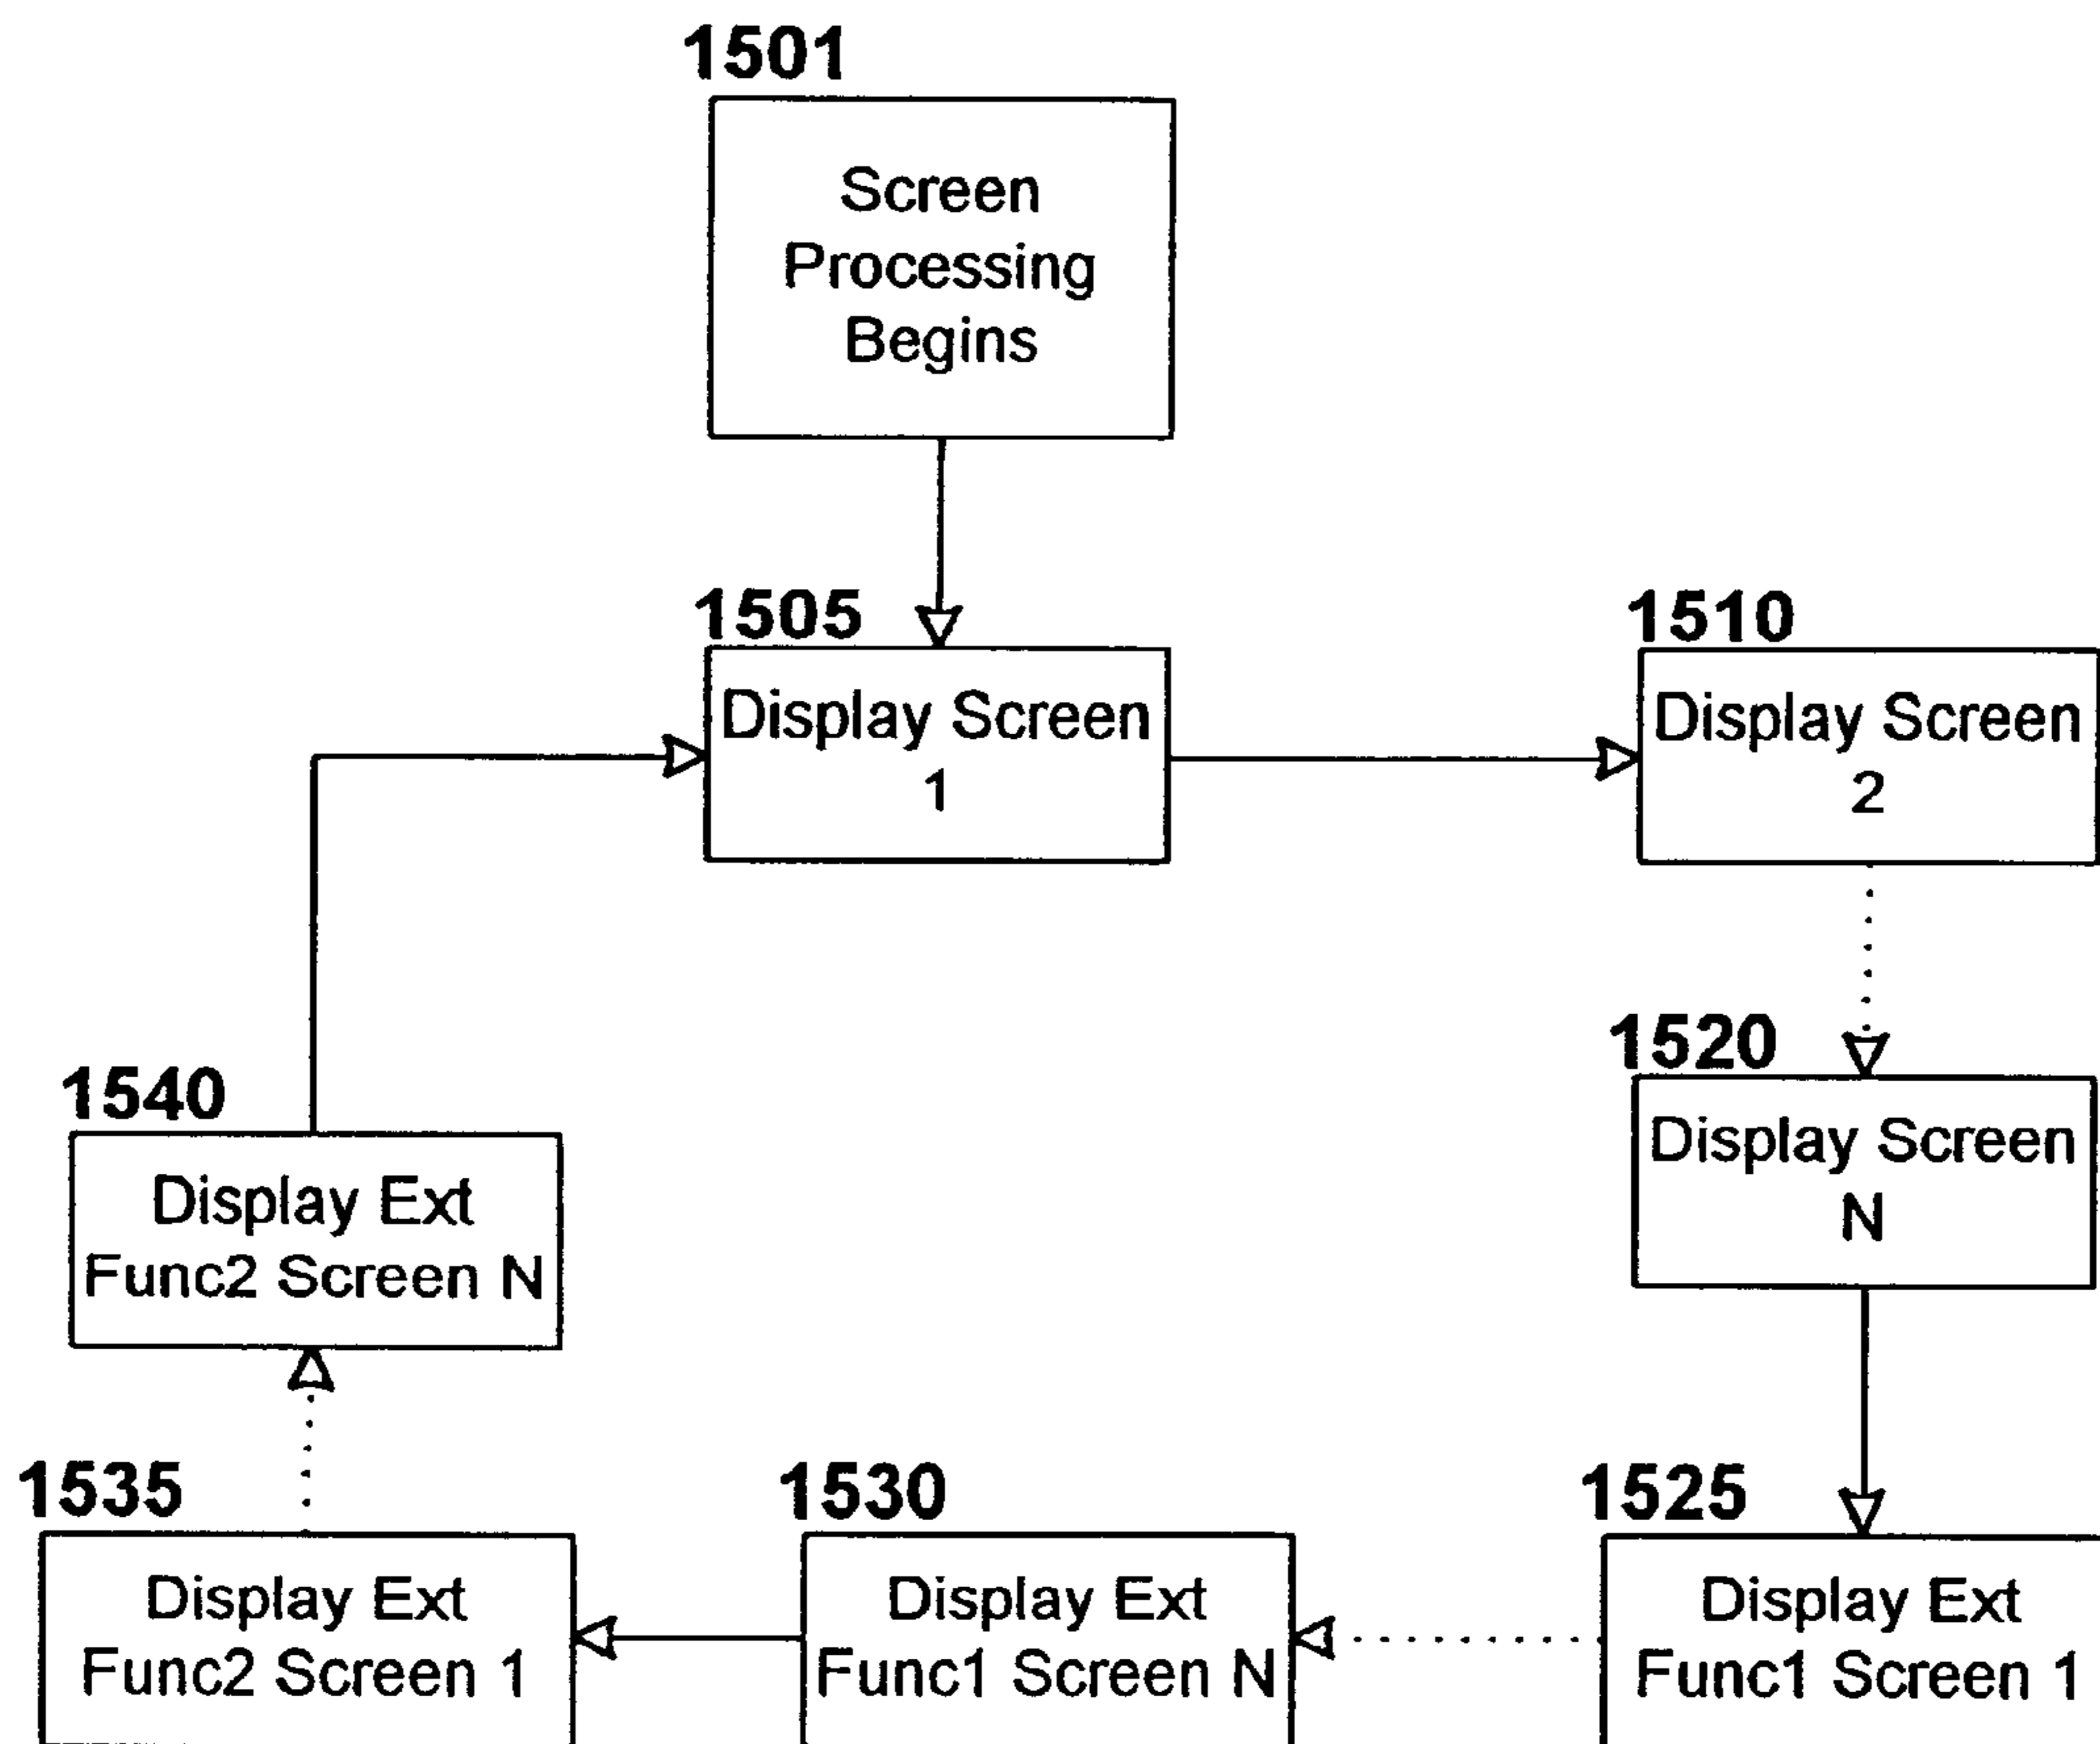 1501
Screen
Processing
Begins
1505
Display Screen
1
1510
Display Screen
2
1520
Display Screen
N
1540
Display Ext
Func2 Screen N
1535
Display Ext
Func2 Screen 1
1530
Display Ext
Func1 Screen N
1525
Display Ext
Func1 Screen 1